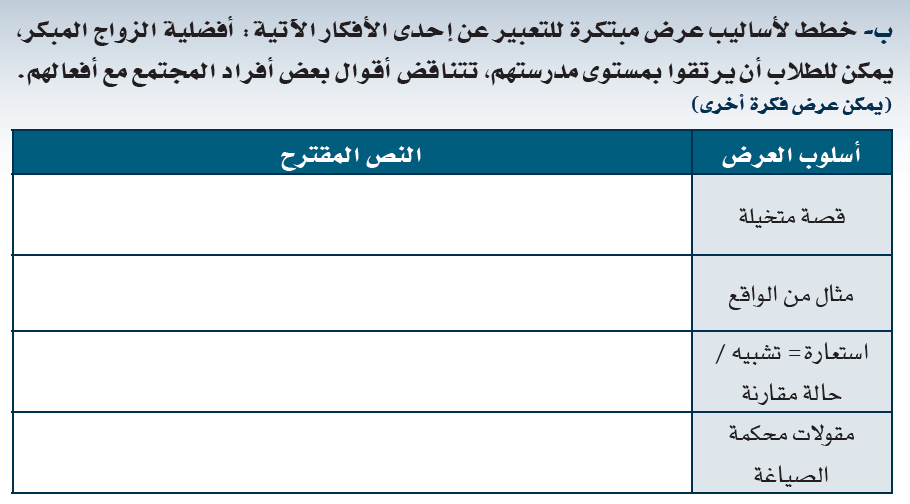 ب- خطط لأساليب عرض مبتكرة للتعبير عن إحدى الأفكار الآتية: أفضلية الزواج المبكر،
يمكن للطلاب أن يرتقوا بمستوى مدرستهم، تتناقض أقوال بعض أفراد المجتمع مع أفعالهم.
(يمكن عرض فكرة أخرى)
أسلوب العرض النص المقترح
قصة متخيلة
مثال من الواقع
استعارة= تشبيه /
حالة مقارنة
مقولات محكمة
الصياغة